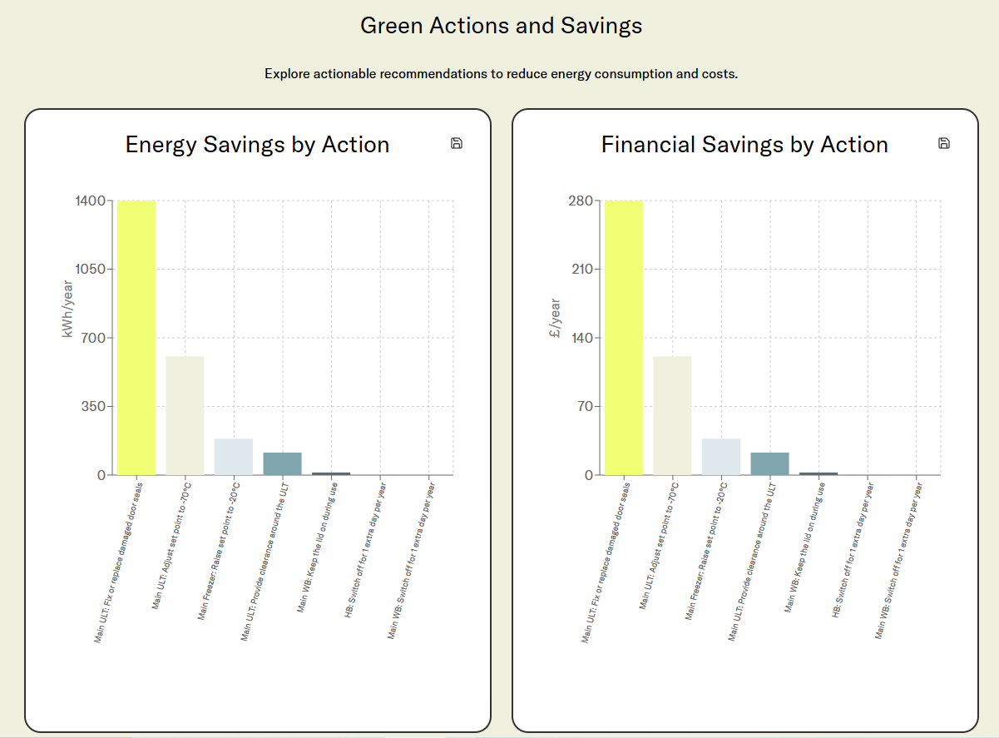 Green Actions and Savings
Explore actionable recommendations to reduce energy consumption and costs.
Energy Savings by Action
1400
1050
700
350
0
kWh/year
Main ULT: Fix or replace damaged door seals
Main ULT: Adjust set point to -70ºC
Main Freezer: Raise set point to -20ºC
Main ULT: Provide clearance around the ULT
Main WB: Keep the lid on during use
HB: Switch off for 1 extra day per year
Main WB: Switch off for 1 extra day per year
Financial Savings by Action
280
210
140
70
0
£/year
Main ULT: Fix or replace damaged door seals
Main ULT: Adjust set point to -70ºC
Main Freezer: Raise set point to -20ºC
Main ULT: Provide clearance around the ULT
Main WB: Keep the lid on during use
HB: Switch off for 1 extra day per year
Main WB: Switch off for 1 extra day per year